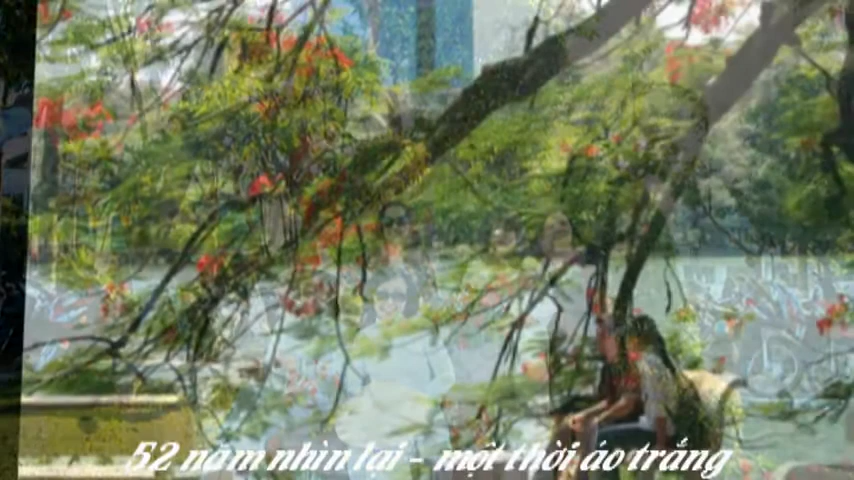 52 năm nhìn lại - một thời áo trắng